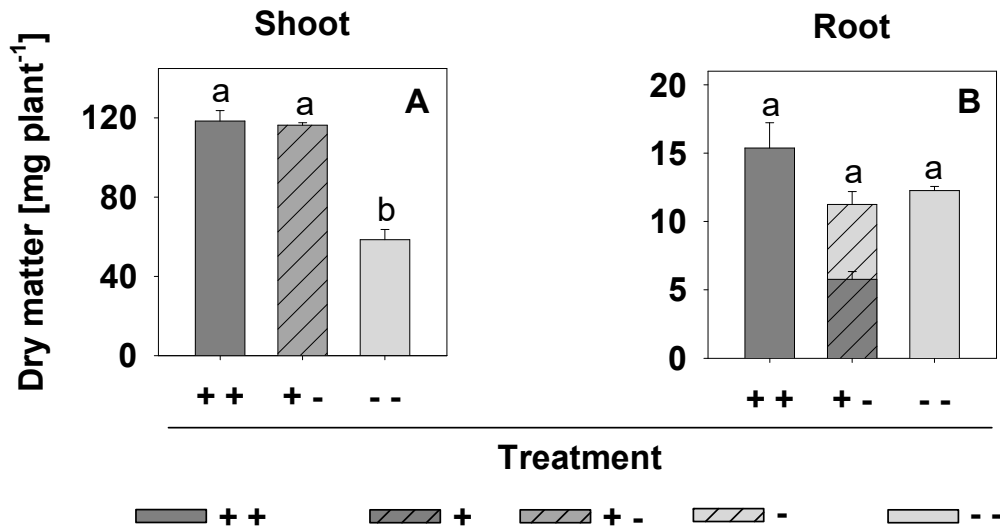 Shoot Root
Dry matter [mg plant-1]
A
a a b
120
80
40
0
+ + + - - -
B
a a a
20
15
10
5
0
+ + + - - -
Treatment
+ + + + - - - -